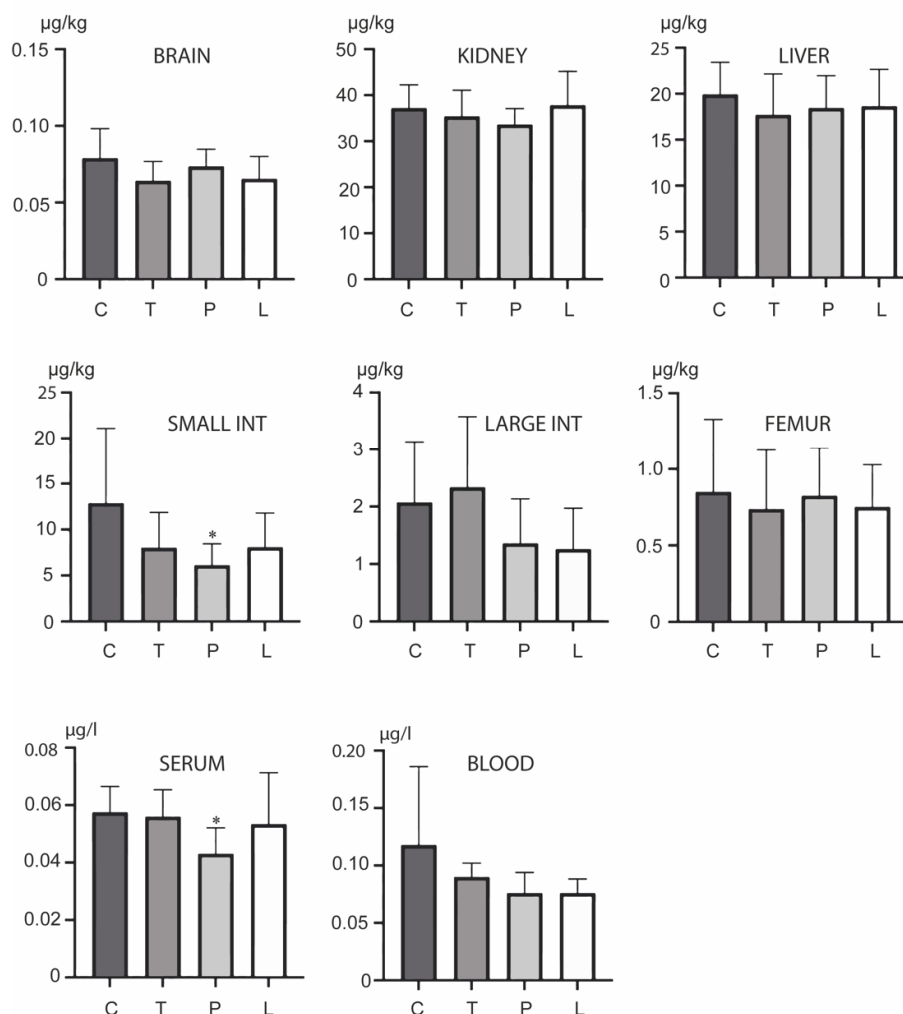 µg/kg
BRAIN
0.15
0.10
0.05
0
C T P L
µg/kg
KIDNEY
50
40
30
20
10
0
C T P L
µg/kg
LIVER
25
20
15
10
5
0
C T P L
µg/kg
SMALL INT
25
20
15
10
5
0
*
C T P L
µg/kg
LARGE INT
4
3
2
1
0
C T P L
µg/kg
FEMUR
1.5
1.0
0.5
0
C T P L
µg/l
SERUM
0.08
0.06
0.04
0.02
0
*
C T P L
µg/l
BLOOD
0.20
0.15
0.10
0.05
0
C T P L